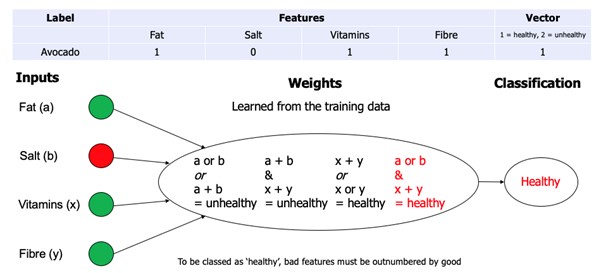 Label Features Vector
Fat Salt Vitamins Fibre 1 = healthy, 2 = unhealthy
Avocado 1 0 1 1 1
Inputs Weights Classification
Learned from the training data
Fat (a)
Salt (b)
Vitamins (x)
Fibre (y)
a or b a + b x + y a or b
or & or &
a + b x + y x or y x + y
= unhealthy = unhealthy = healthy = healthy
Healthy
To be classed as ‘healthy’, bad features must be outnumbered by good